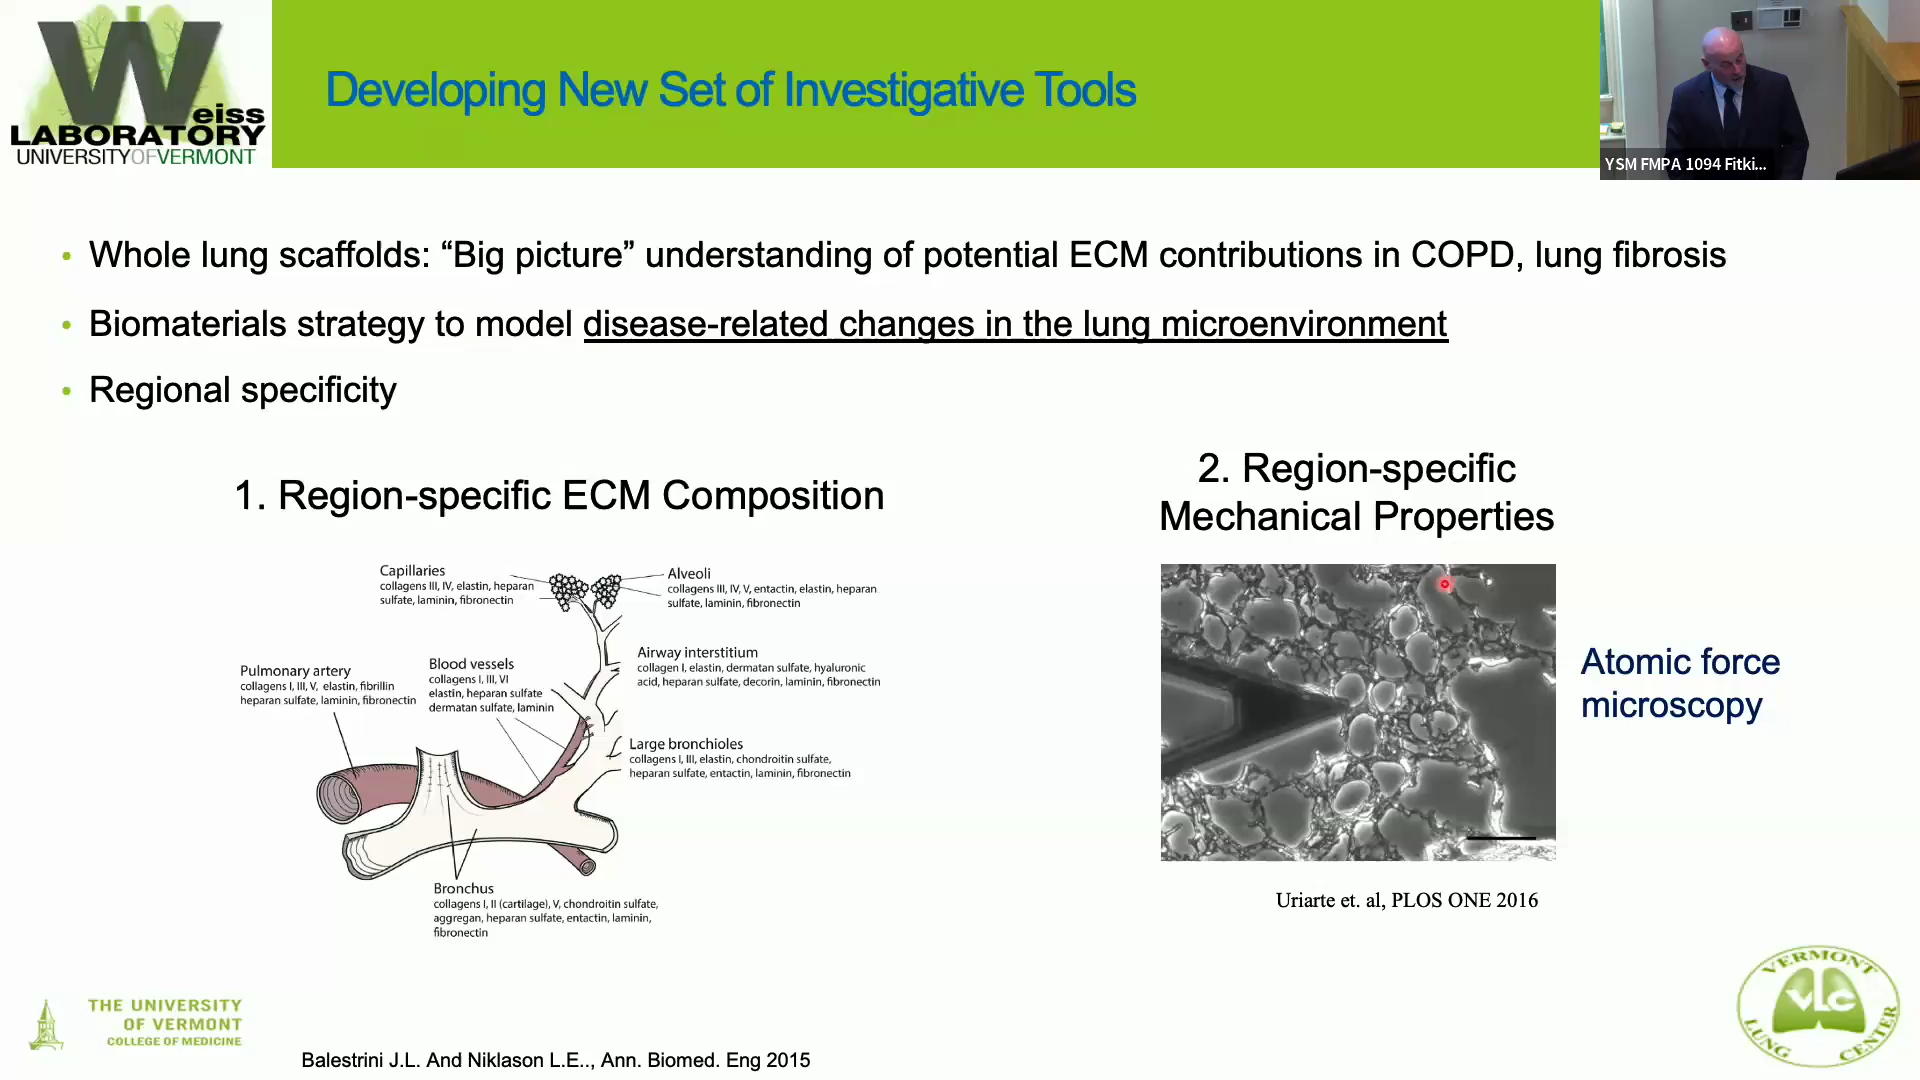 Weiss
LABORATORY
UNIVERSITYOFVERMONT
Developing New Set of Investigative Tools
YSM FMPA 1094 Fitki...
• Whole lung scaffolds: “Big picture” understanding of potential ECM contributions in COPD, lung fibrosis
• Biomaterials strategy to model disease-related changes in the lung microenvironment
• Regional specificity
1. Region-specific ECM Composition
Capillaries
collagens III, IV, elastin, heparan
sulfate, laminin, fibronectin
Alveoli
collagens III, IV, V, entactin, elastin, heparan
sulfate, laminin, fibronectin
Airway interstitium
collagen I, elastin, dermatan sulfate, hyaluronic
acid, heparan sulfate, decorin, laminin, fibronectin
Pulmonary artery
collagens I, III, V, elastin, fibrillin
heparan sulfate, laminin, fibronectin
Blood vessels
collagens I, III, VI
elastin, heparan sulfate
dermatan sulfate, laminin
Large bronchioles
collagens I, III, elastin, chondroitin sulfate,
heparan sulfate, entactin, laminin, fibronectin
Bronchus
collagens I, II (cartilage), V, chondroitin sulfate,
aggregan, heparan sulfate, entactin, laminin,
fibronectin
2. Region-specific
Mechanical Properties
Atomic force
microscopy
Uriarte et. al, PLOS ONE 2016
THE UNIVERSITY
OF VERMONT
COLLEGE OF MEDICINE
Balestrini J.L. And Niklason L.E.., Ann. Biomed. Eng 2015
VERMONT
VLC
LUNG CENTER